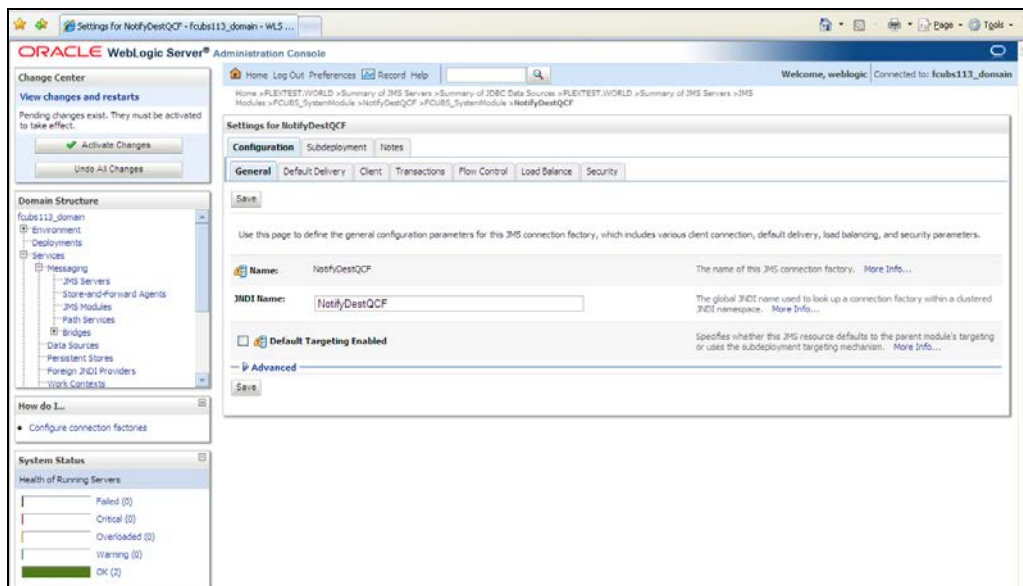 Settings for NotifyDestQCF - fcubs113_domain - WLS ...
Page
Tools
ORACLE WebLogic Server® Administration Console
Change Center
View changes and restarts
Pending changes exist. They must be activated
to take effect.
Activate Changes
Undo All Changes
Domain Structure
fcubs113_domain
Environment
Deployments
Services
Messaging
JMS Servers
Store-and-Forward Agents
JMS Modules
Path Services
Bridges
Data Sources
Persistent Stores
Foreign JNDI Providers
Work Contexts
How do I...
Configure connection factories
System Status
Health of Running Servers
Failed (0)
Critical (0)
Overloaded (0)
Warning (0)
OK (2)
Home Log Out Preferences Record Help
Welcome, weblogic Connected to: fcubs113_domain
Home >FLEXTEST.WORLD >Summary of JMS Servers >Summary of JDBC Data Sources >FLEXTEST.WORLD >Summary of JMS Servers >JMS
Modules >FCUBS_SystemModule >NotifyDestQCF >FCUBS_SystemModule >NotifyDestQCF
Settings for NotifyDestQCF
Configuration Subdeployment Notes
General Default Delivery Client Transactions Flow Control Load Balance Security
Save
Use this page to define the general configuration parameters for this JMS connection factory, which includes various client connection, default delivery, load balancing, and security parameters.
Name: NotifyDestQCF The name of this JMS connection factory. More Info...
JNDI Name: NotifyDestQCF The global JNDI name used to look up a connection factory within a clustered
JNDI namespace. More Info...
Default Targeting Enabled Specifies whether this JMS resource defaults to the parent module's targeting
or uses the subdeployment targeting mechanism. More Info...
Advanced
Save